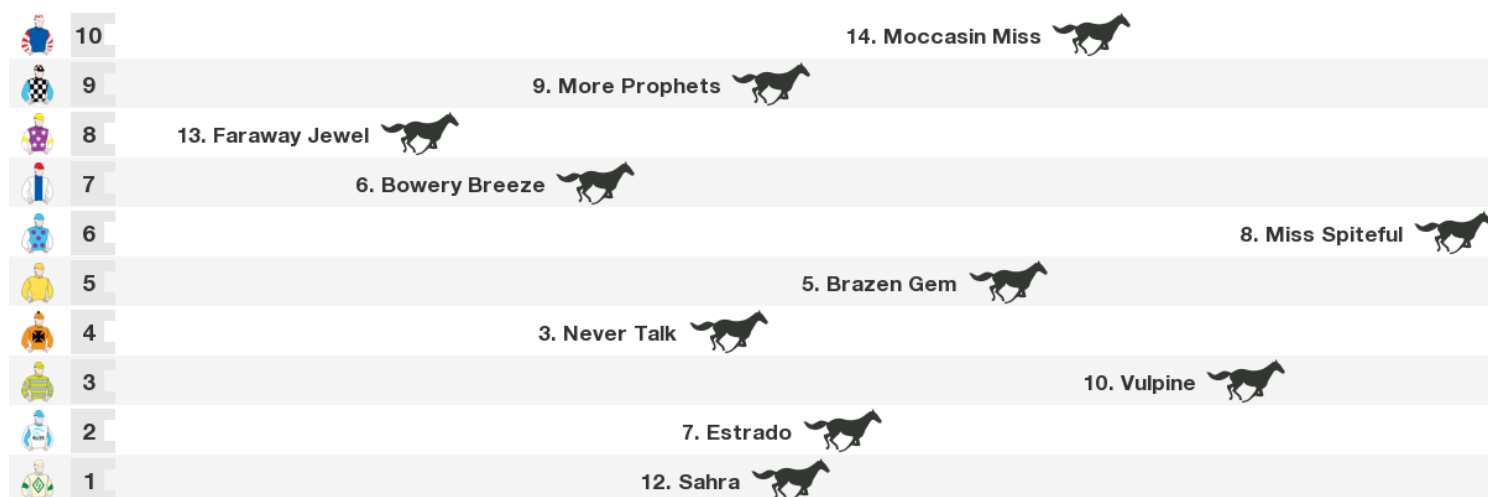 10 14. Moccasin Miss
9 9. More Prophets
8 13. Faraway Jewel
7 6. Bowery Breeze
6 8. Miss Spiteful
5 5. Brazen Gem
4 3. Never Talk
3 10. Vulpine
2 7. Estrado
1 12. Sahra